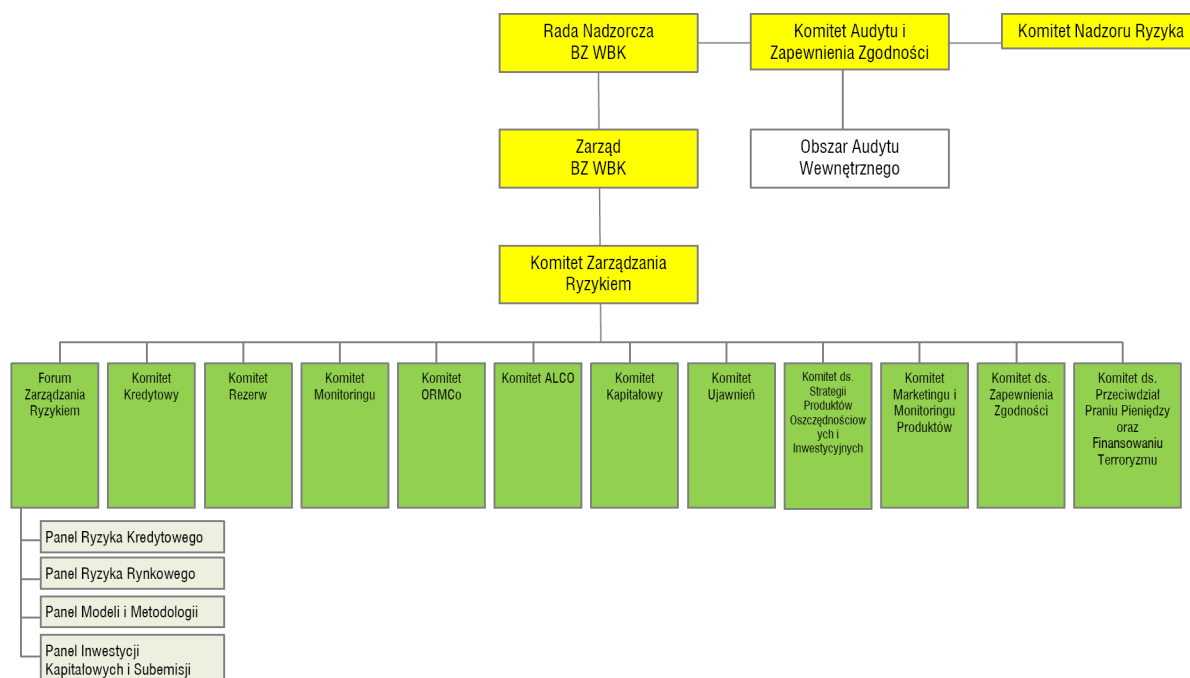 Rada Nadzorcza
BZ WBK
Komitet Audytu i
Zapewnienia Zgodności
Komitet Nadzoru Ryzyka
Zarząd
BZ WBK
Obszar Audytu
Wewnętrznego
Komitet Zarządzania
Ryzykiem
Forum
Zarządzania
Ryzykiem
Komitet
Kredytowy
Komitet
Rezerw
Komitet
Monitoringu
Komitet
ORMCo
Komitet ALCO
Komitet
Kapitałowy
Komitet
Ujawnień
Komitet ds.
Strategii
Produktów
Oszczędnościow
ych i
Inwestycyjnych
Komitet
Marketingu i
Monitoringu
Produktów
Komitet ds.
Zapewnienia
Zgodności
Komitet ds.
Przeciwdział
Praniu Pieniędzy
oraz
Finansowaniu
Terroryzmu
Panel Ryzyka Kredytowego
Panel Ryzyka Rynkowego
Panel Modeli i Metodologii
Panel Inwestycji
Kapitałowych i Subemisji